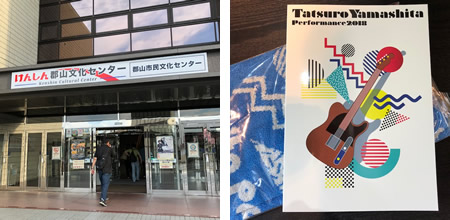 けんしん郡山文化センター
Kenshin Cultural Center
郡山市民文化センター
Tatsuro Yamashita
Performance 2018